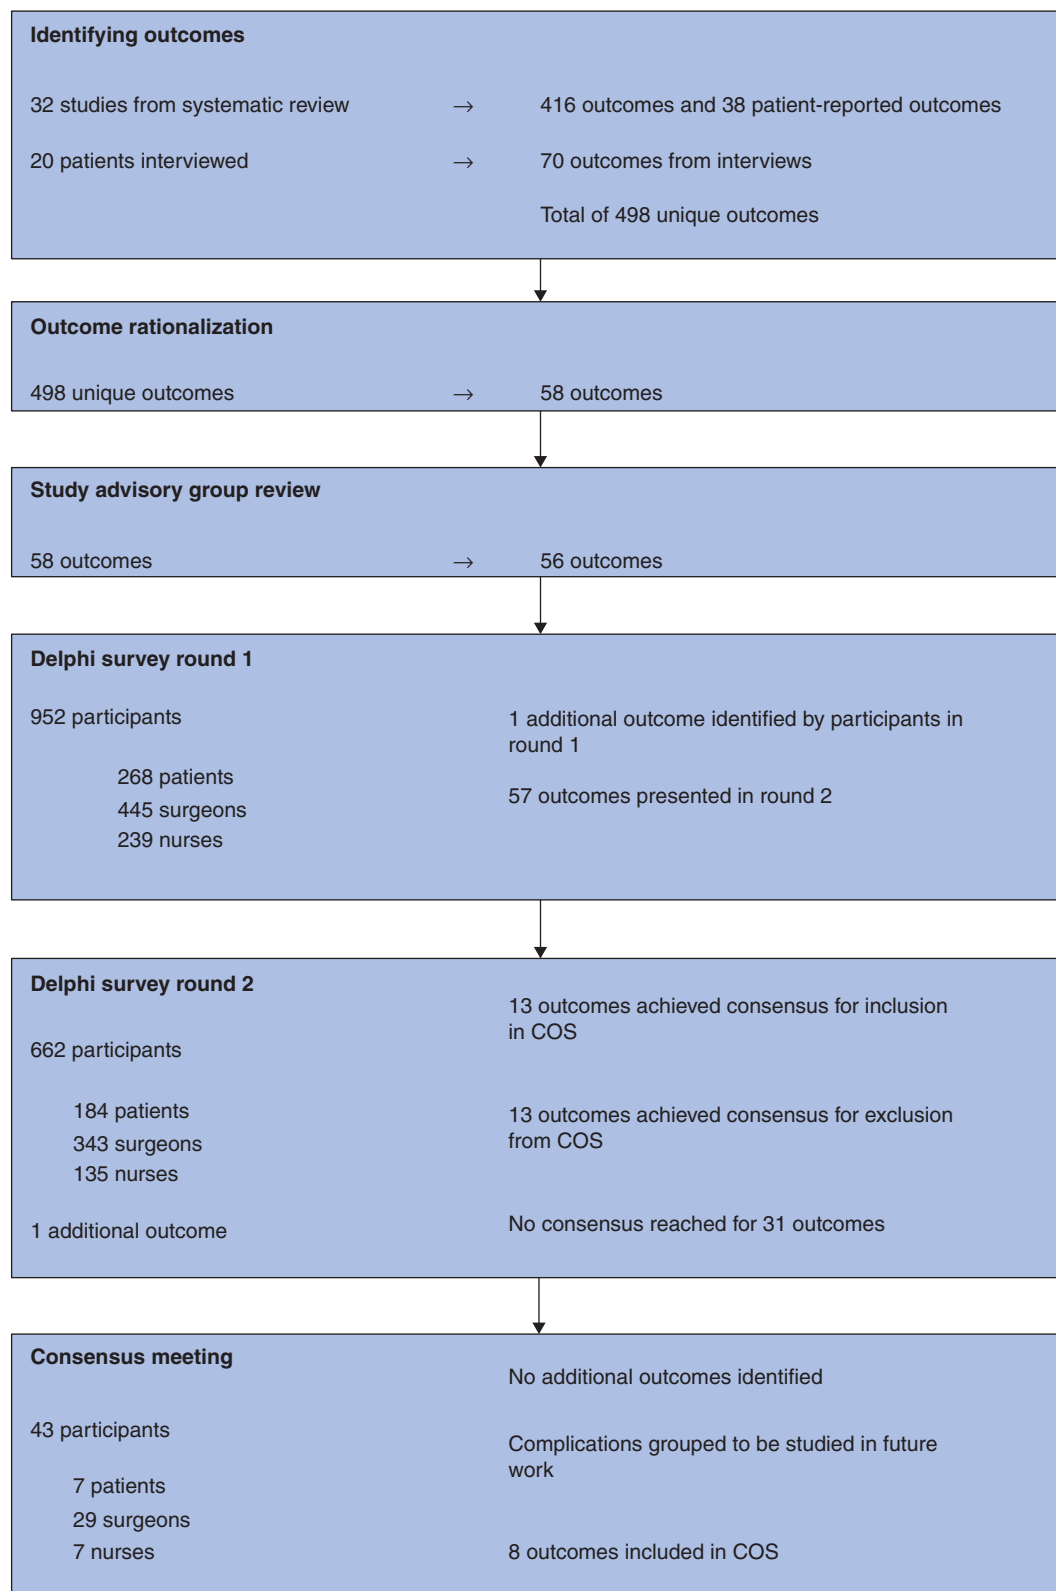 Identifying outcomes
32 studies from systematic review → 416 outcomes and 38 patient-reported outcomes
20 patients interviewed → 70 outcomes from interviews
Total of 498 unique outcomes
Outcome rationalization
498 unique outcomes → 58 outcomes
Study advisory group review
58 outcomes → 56 outcomes
Delphi survey round 1
952 participants
268 patients
445 surgeons
239 nurses
1 additional outcome identified by participants in
round 1
57 outcomes presented in round 2
Delphi survey round 2
662 participants
184 patients
343 surgeons
135 nurses
1 additional outcome
13 outcomes achieved consensus for inclusion
in COS
13 outcomes achieved consensus for exclusion
from COS
No consensus reached for 31 outcomes
Consensus meeting
43 participants
7 patients
29 surgeons
7 nurses
No additional outcomes identified
Complications grouped to be studied in future
work
8 outcomes included in COS